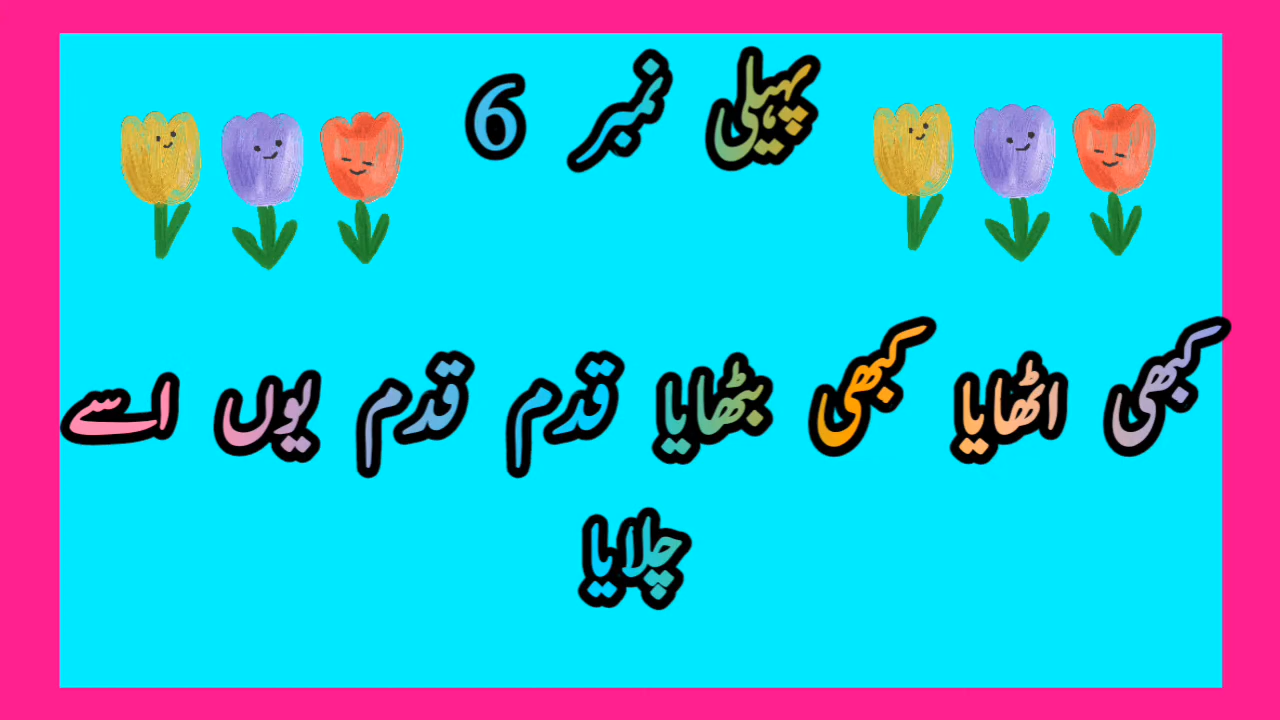 پہیلی نمبر 6
کبھی اٹھایا کبھی بٹھایا قدم قدم یوں اسے
چلایا